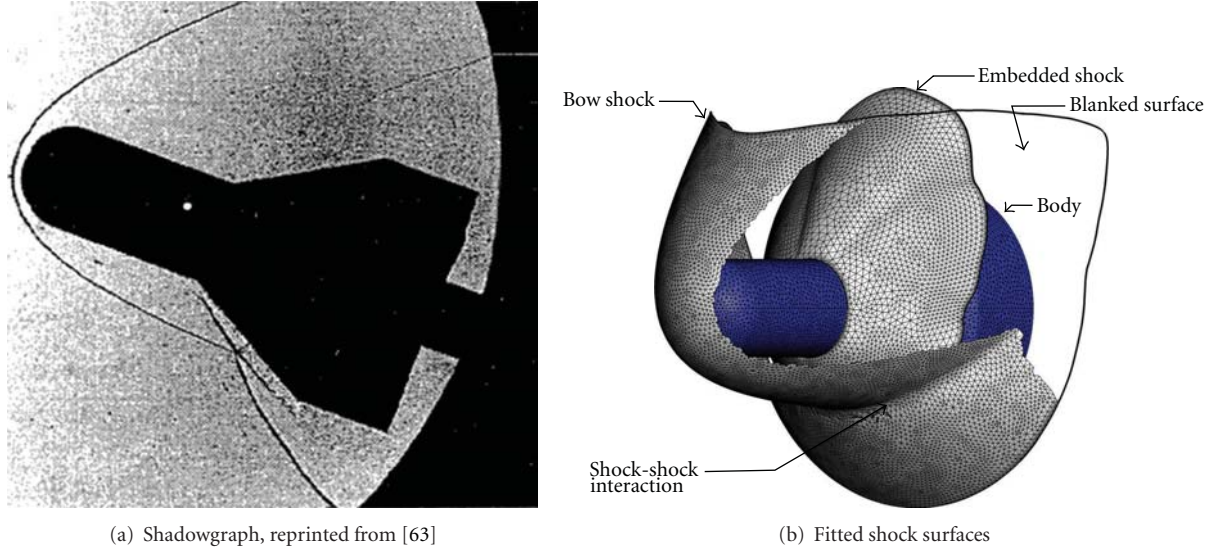 Embedded shock
Bow shock
Blanked surface
Body
Shock-shock
interaction
(a) Shadowgraph, reprinted from [63]
(b) Fitted shock surfaces